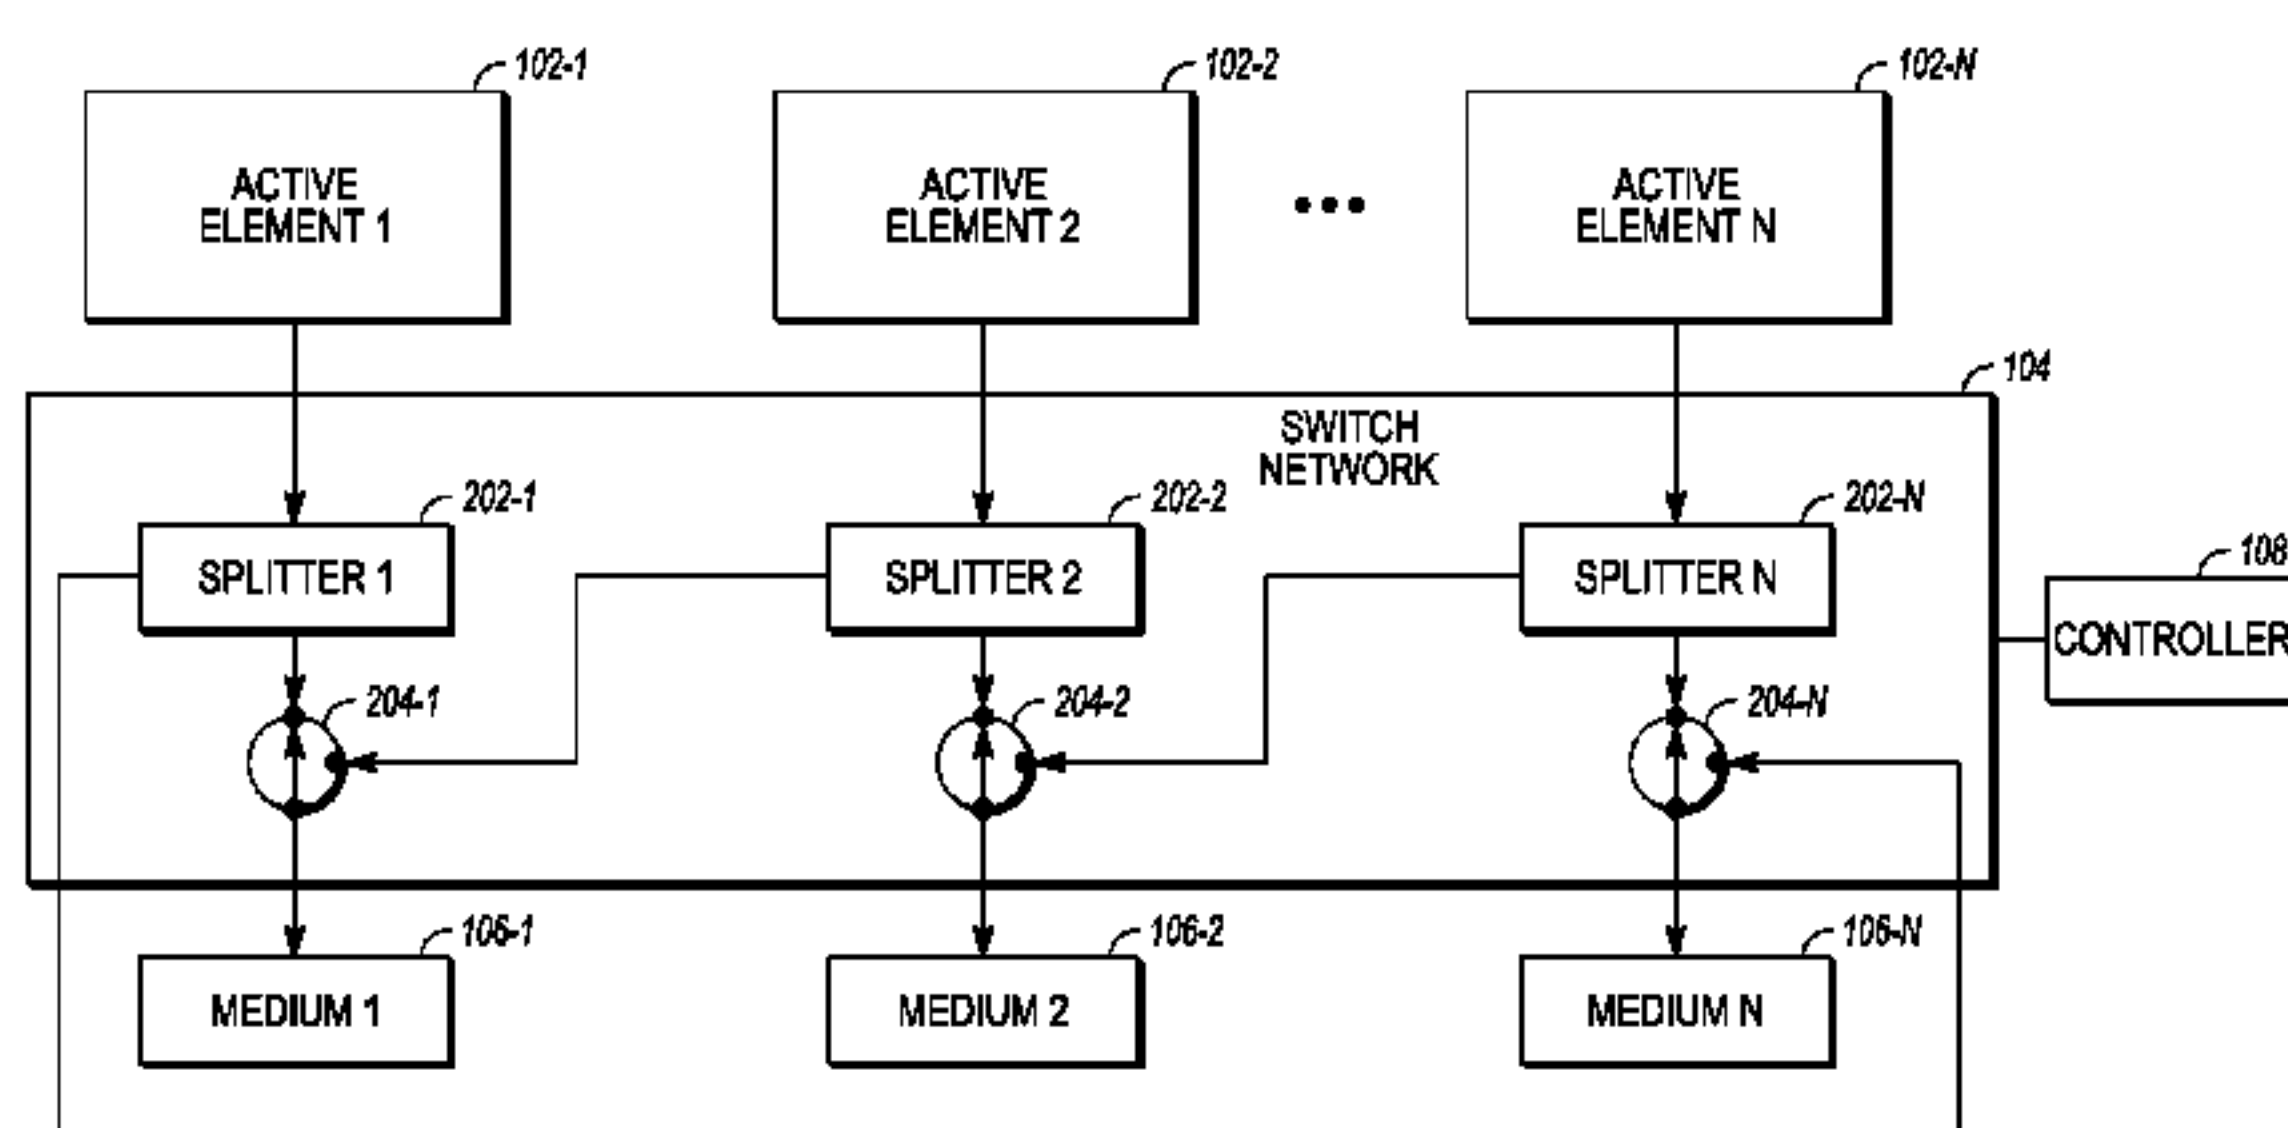 102-1
102-2
102-N
ACTIVE
ELEMENT 1
ACTIVE
ELEMENT 2
•••
ACTIVE
ELEMENT N
104
SWITCH
NETWORK
202-1
202-2
202-N
108
SPLITTER 1
SPLITTER 2
SPLITTER N
CONTROLLER
204-1
204-2
204-N
106-1
106-2
106-N
MEDIUM 1
MEDIUM 2
MEDIUM N